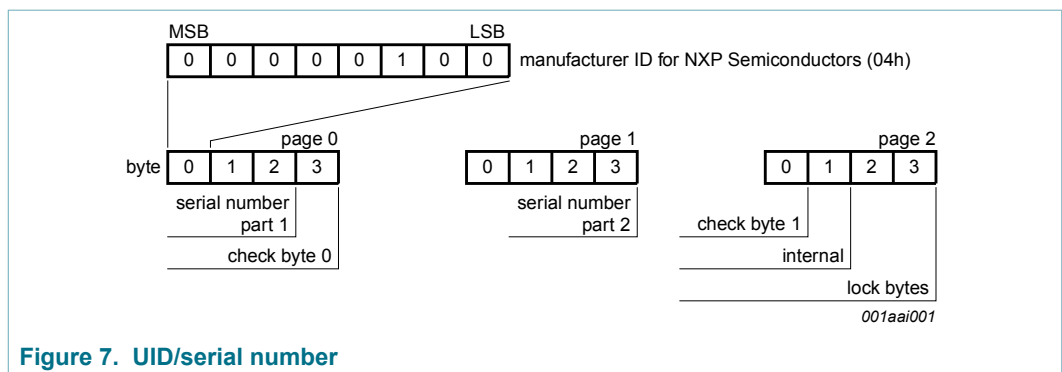 MSB LSB
0 0 0 0 0 1 0 0 manufacturer ID for NXP Semiconductors (04h)
page 0 page 1 page 2
byte 0 1 2 3 0 1 2 3 0 1 2 3
serial number serial number
part 1 part 2 check byte 1
check byte 0 internal
lock bytes
001aai001
Figure 7. UID/serial number